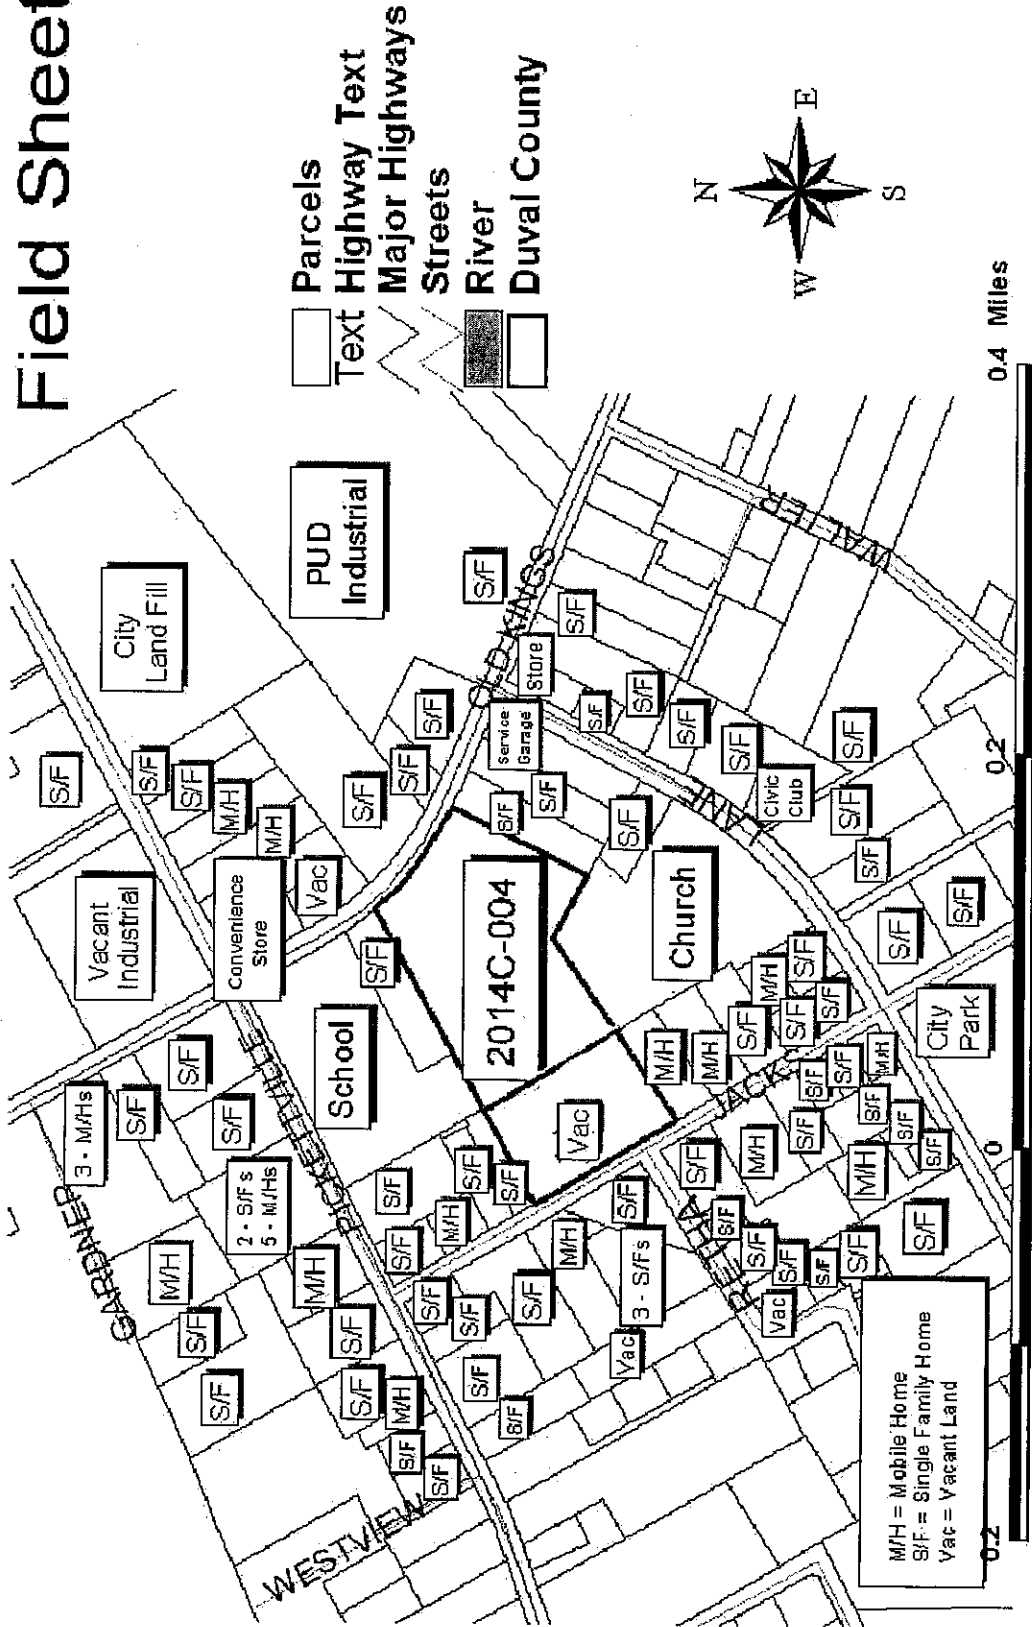 Field Sheet
Parcels
Text Highway Text
Major Highways
Streets
River
Duval County
N
W E
S
S/F
3 - M/Hs
GARDNER
City
Land Fill
Vacant
Industrial
S/F
S/F
S/F
S/F
M/H
M/H
S/F
S/F
S/F
2 - S/Fs
5 - M/Hs
M/H
Convenience
Store
Vac
PUD
Industrial
PICKETTVILLE
WESTVIEW
School
M/H
S/F
S/F
M/H
S/F
S/F
S/F
S/F
S/F
S/F
S/F
S/F
M/H
S/F
S/F
S/F
S/F
S/F
S/F
S/F
S/F
M/H
2014C-004
Vac
OLD KINGS
S/F
Service
Garage
Store
S/F
S/F
S/F
S/F
S/F
S/F
S/F
S/F
Church
LANE
WALTER
Civic
Club
S/F
S/F
S/F
S/F
S/F
3 - S/Fs
Vac
S/F
M/H
M/H
JACK
S/F
M/H
S/F
S/F
S/F
S/F
S/F
M/H
S/F
S/F
M/H
S/F
S/F
S/F
M/H
S/F
S/F
S/F
S/F
S/F
Vac
S/F
City
Park
M/H = Mobile Home
S/F = Single Family Home
Vac = Vacant Land
0.2 0 0.2 0.4 Miles